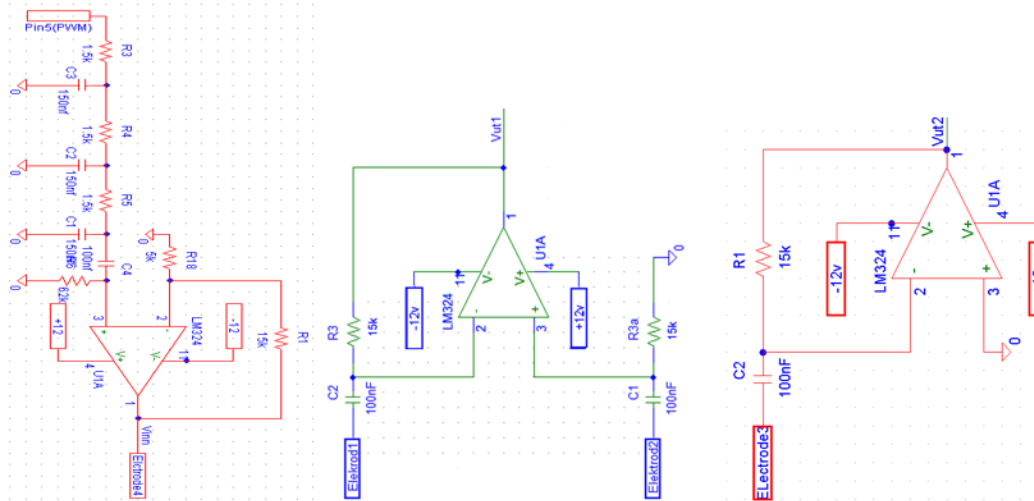 Pin5(PWM)
R3
1.5k
C3
150nf
0
R4
1.5k
C2
150nf
0
R5
1.5k
C1
150nf
0
C4
100nf
R6
62k
0
R18
5k
0
R1
15k
3
2
+
-
V+
V-
4
11
+12
-12
LM324
U1A
1
Vinn
Elctrode4
Vut1
1
U1A
V-
V+
11
4
-12v
+12v
LM324
-
+
2
3
R3
15k
R3a
15k
0
C2
100nF
C1
100nF
Elekrod1
Elektrod2
Vut2
1
U1A
V-
V+
11
4
-12v
LM324
-
+
2
3
R1
15k
0
C2
100nF
ELectrode3